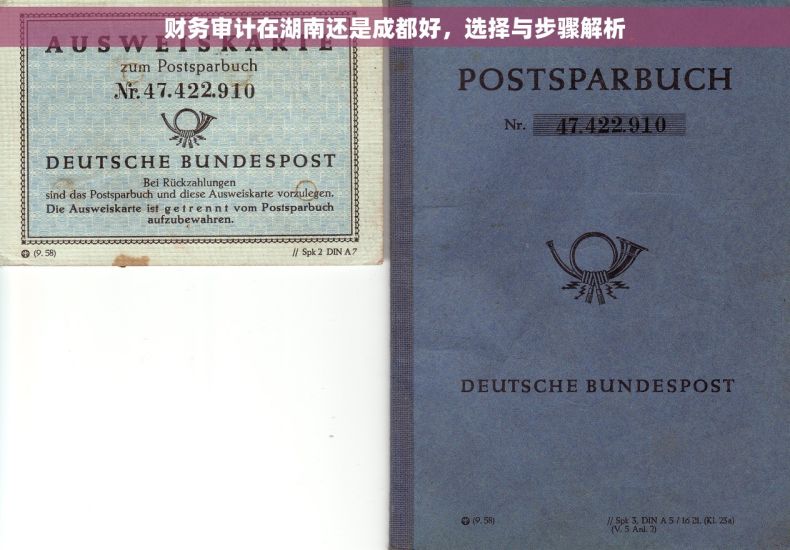 财务审计在湖南还是成都好，选择与步骤解析
AUSWEISKARTE
zum Postsparbuch
Nr. 47.422.910
DEUTSCHE BUNDESPOST
Bei Rückzahlungen
sind das Postsparbuch und diese Ausweiskarte vorzulegen.
Die Ausweiskarte ist getrennt vom Postsparbuch
aufzubewahren.
(9. 58)
// Spk 2 DIN A 7
POSTSPARBUCH
Nr. 47.422.910
DEUTSCHE BUNDESPOST
(9. 58)
// Spk 3, DIN A 5 / 16 Bl. (Kl. 23a)
(V. 5 Anl. 2)